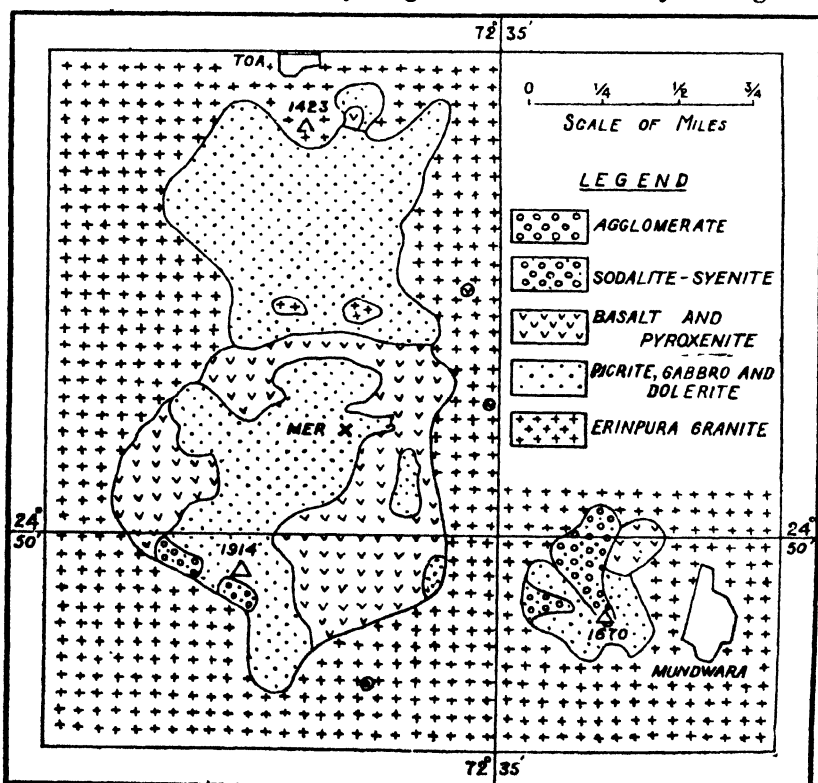 72° 35'
TOA
1423
0 1/4 1/2 3/4
SCALE OF MILES
LEGEND
AGGLOMERATE
SODALITE-SYENITE
BASALT AND
PYROXENITE
PICRITE, GABBRO AND
DOLERITE
ERINPURA GRANITE
MER X
24°
50'
24°
50'
1914
1670
MUNDWARA
72° 35'